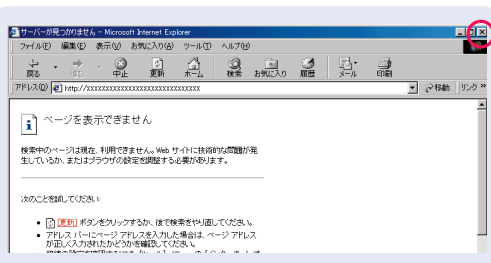 サーバーが見つかりません - Microsoft Internet Explorer
ファイル(F) 編集(E) 表示(V) お気に入り(A) ツール(T) ヘルプ(H)
戻る 進む 中止 更新 ホーム 検索 お気に入り 履歴 メール 印刷
アドレス(D) http://xxxxxxxxxxxxxxxxxxxxxxxxxxxx 移動 リンク »
ページを表示できません
検索中のページは現在、利用できません。Web サイトに技術的な問題が発
生しているか、またはブラウザの設定を調整する必要があります。
次のことを試してください:
• [更新] ボタンをクリックするか、後で検索をやり直してください。
• アドレス バーにページ アドレスを入力した場合は、ページ アドレス
が正しく入力されたかどうかを確認してください。